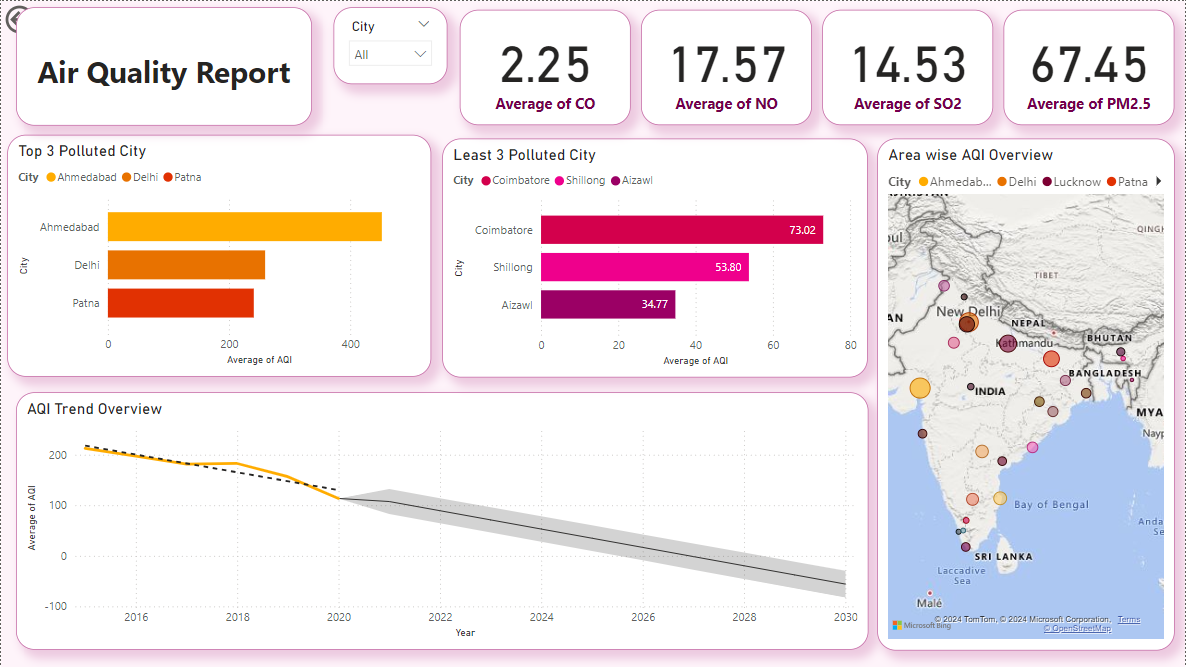 Air Quality Report
City
All
2.25
Average of CO
17.57
Average of NO
14.53
Average of SO2
67.45
Average of PM2.5
Top 3 Polluted City
City Ahmedabad Delhi Patna
City
Ahmedabad
Delhi
Patna
0 200 400
Average of AQI
Least 3 Polluted City
City Coimbatore Shillong Aizawl
City
Coimbatore 73.02
Shillong 53.80
Aizawl 34.77
0 20 40 60 80
Average of AQI
Area wise AQI Overview
City Ahmedab... Delhi Lucknow Patna
QINGH
TIBET
New Delhi
NEPAL
Kathmandu
BHUTAN
BANGLADESH
INDIA
MYA
Nayp
Bay of Bengal
Anda
Se
SRI LANKA
Laccadive
Sea
Malé
Microsoft Bing
© 2024 TomTom, © 2024 Microsoft Corporation, Terms
© OpenStreetMap
AQI Trend Overview
Average of AQI
200
100
0
-100
2016 2018 2020 2022 2024 2026 2028 2030
Year